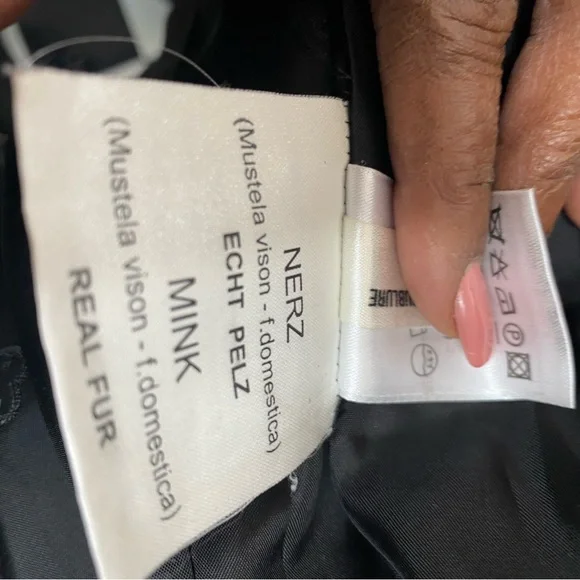 NERZ
(Mustela vison - f.domestica)
ECHT PELZ
MINK
(Mustela vison - f.domestica)
REAL FUR